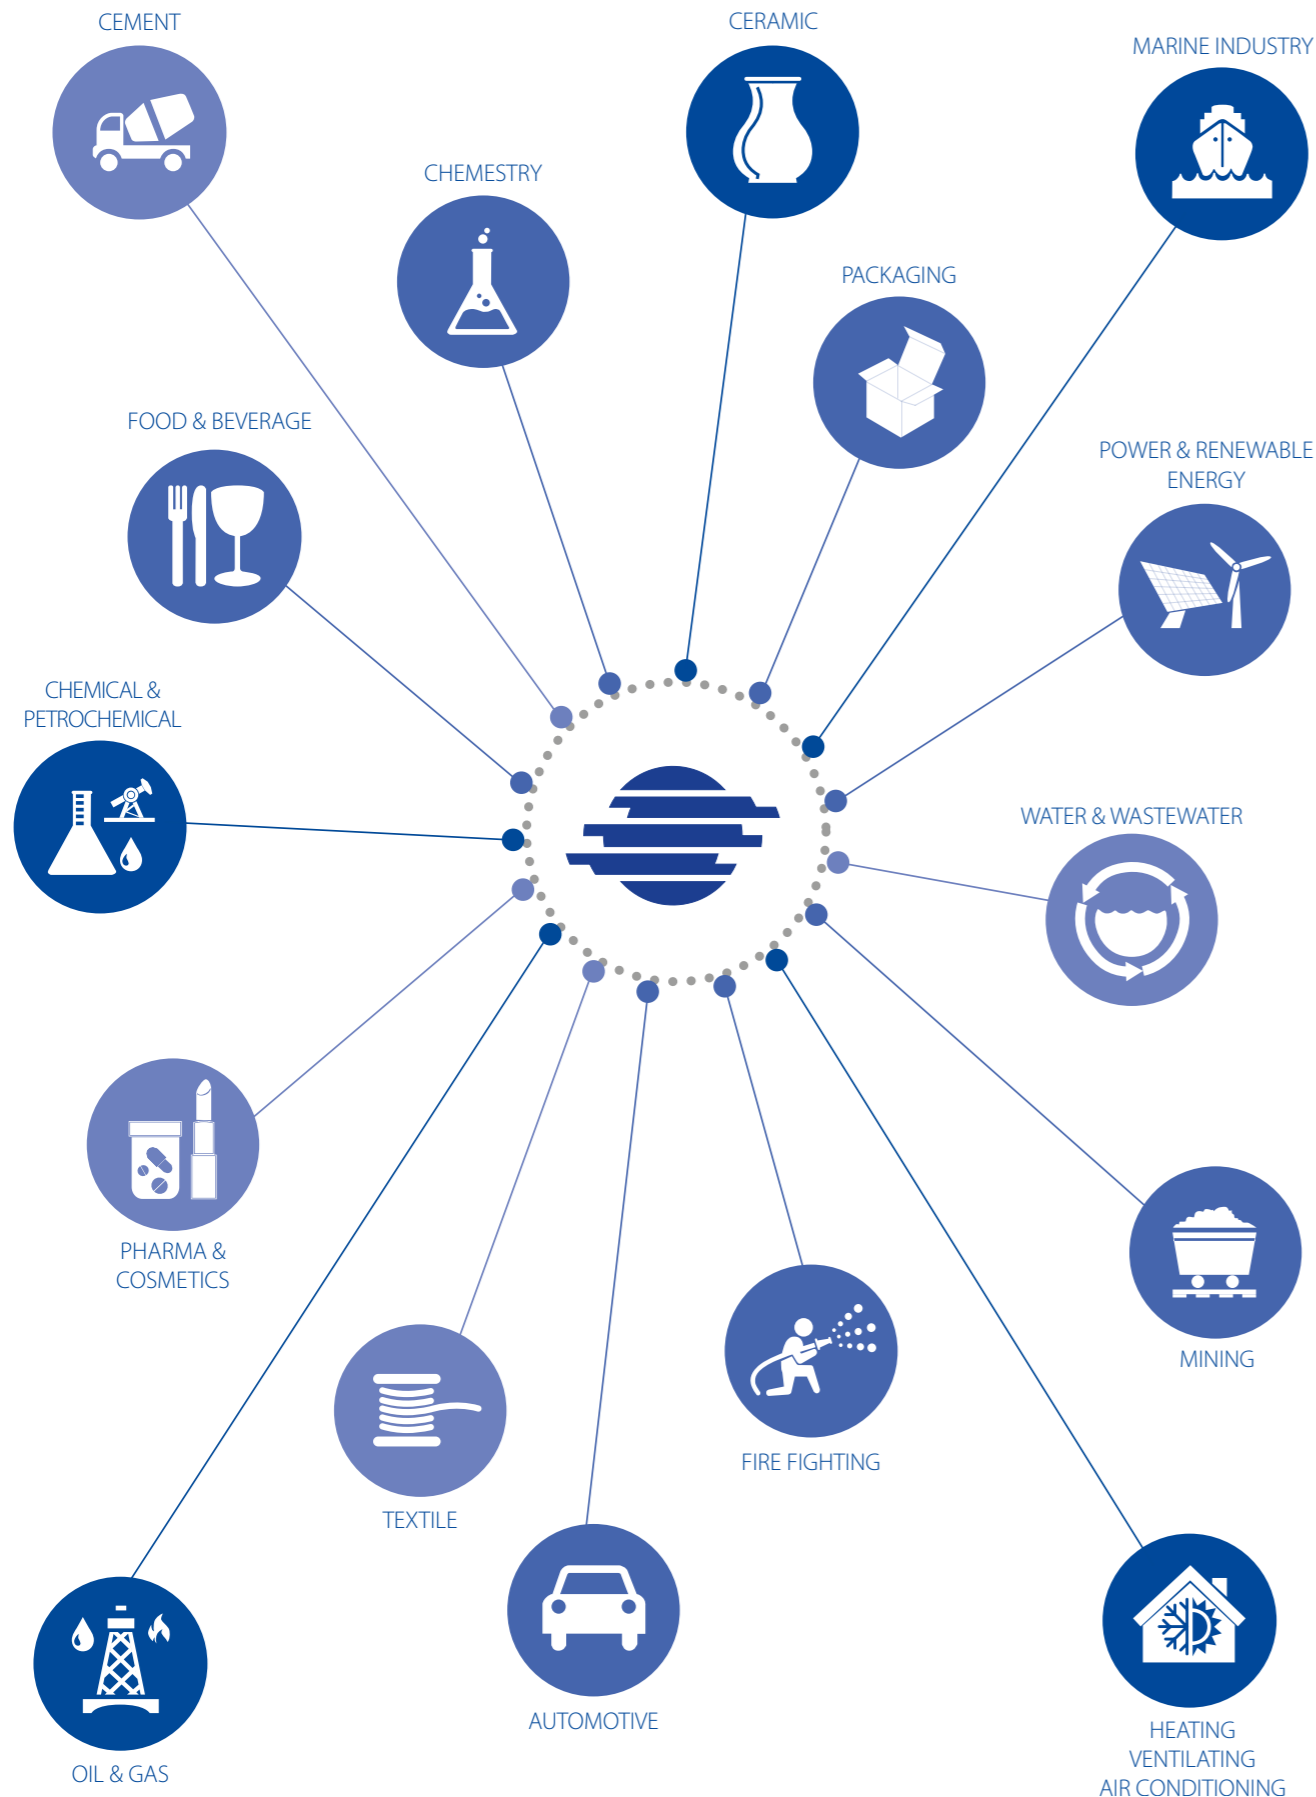 CEMENT
CERAMIC
MARINE INDUSTRY
CHEMESTRY
PACKAGING
FOOD & BEVERAGE
POWER & RENEWABLE
ENERGY
CHEMICAL &
PETROCHEMICAL
WATER & WASTEWATER
PHARMA &
COSMETICS
MINING
FIRE FIGHTING
TEXTILE
AUTOMOTIVE
OIL & GAS
HEATING
VENTILATING
AIR CONDITIONING